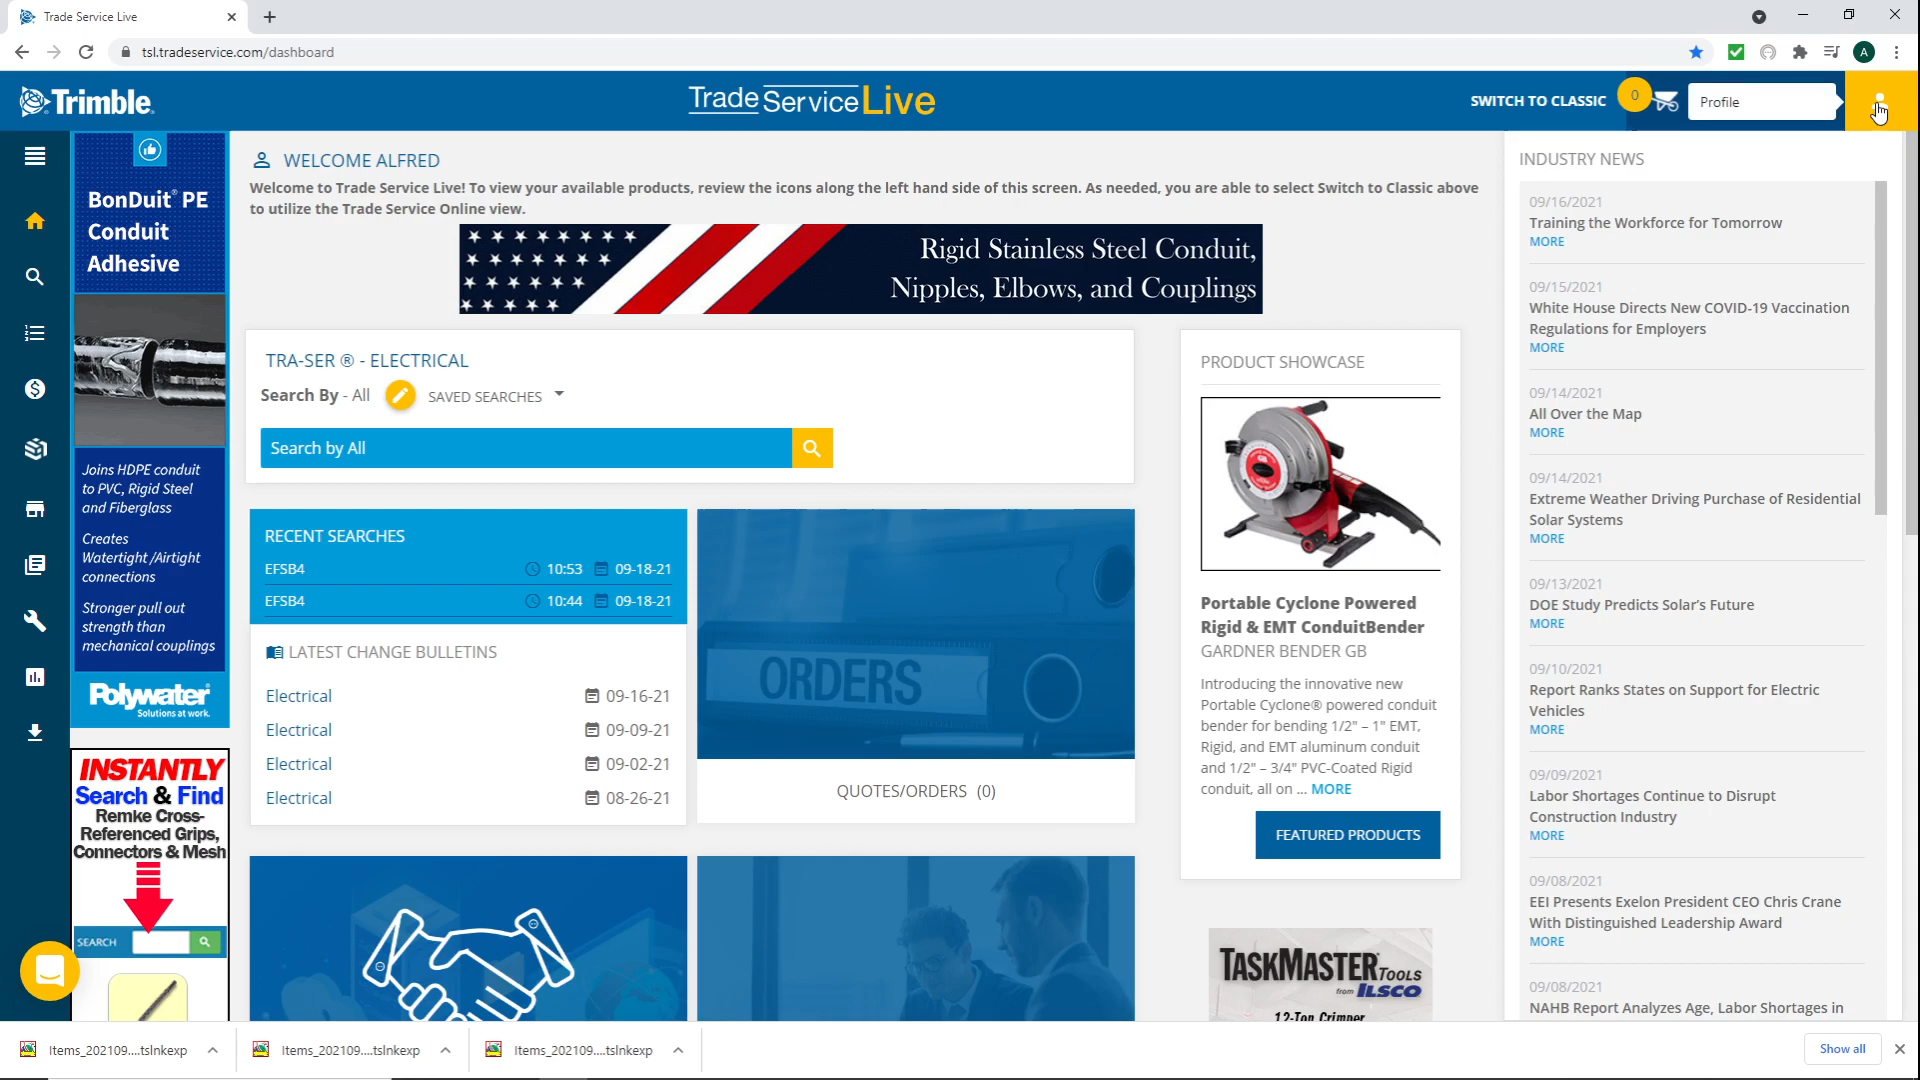 Trade Service Live
tsl.tradeservice.com/dashboard
A
Trimble
TradeServiceLive
SWITCH TO CLASSIC
0
Profile
BonDuit® PE
Conduit
Adhesive
Joins HDPE conduit
to PVC, Rigid Steel
and Fiberglass
Creates
Watertight /Airtight
connections
Stronger pull out
strength than
mechanical couplings
Polywater
Solutions at work.
INSTANTLY
Search & Find
Remke Cross-
Referenced Grips,
Connectors & Mesh
SEARCH
WELCOME ALFRED
Welcome to Trade Service Live! To view your available products, review the icons along the left hand side of this screen. As needed, you are able to select Switch to Classic above
to utilize the Trade Service Online view.
Rigid Stainless Steel Conduit,
Nipples, Elbows, and Couplings
TRA-SER ® - ELECTRICAL
Search By - All
SAVED SEARCHES
Search by All
RECENT SEARCHES
EFSB4 10:53 09-18-21
EFSB4 10:44 09-18-21
LATEST CHANGE BULLETINS
Electrical 09-16-21
Electrical 09-09-21
Electrical 09-02-21
Electrical 08-26-21
ORDERS
QUOTES/ORDERS (0)
PRODUCT SHOWCASE
Portable Cyclone Powered
Rigid & EMT ConduitBender
GARDNER BENDER GB
Introducing the innovative new
Portable Cyclone® powered conduit
bender for bending 1/2" – 1" EMT,
Rigid, and EMT aluminum conduit
and 1/2" – 3/4" PVC-Coated Rigid
conduit, all on ... MORE
FEATURED PRODUCTS
TASKMASTER TOOLS
from ILSCO
12-Ton Crimper
INDUSTRY NEWS
09/16/2021
Training the Workforce for Tomorrow
MORE
09/15/2021
White House Directs New COVID-19 Vaccination
Regulations for Employers
MORE
09/14/2021
All Over the Map
MORE
09/14/2021
Extreme Weather Driving Purchase of Residential
Solar Systems
MORE
09/13/2021
DOE Study Predicts Solar's Future
MORE
09/10/2021
Report Ranks States on Support for Electric
Vehicles
MORE
09/09/2021
Labor Shortages Continue to Disrupt
Construction Industry
MORE
09/08/2021
EEI Presents Exelon President CEO Chris Crane
With Distinguished Leadership Award
MORE
09/08/2021
NAHB Report Analyzes Age, Labor Shortages in
Items_202109....tslnkexp
Items_202109....tslnkexp
Items_202109....tslnkexp
Show all